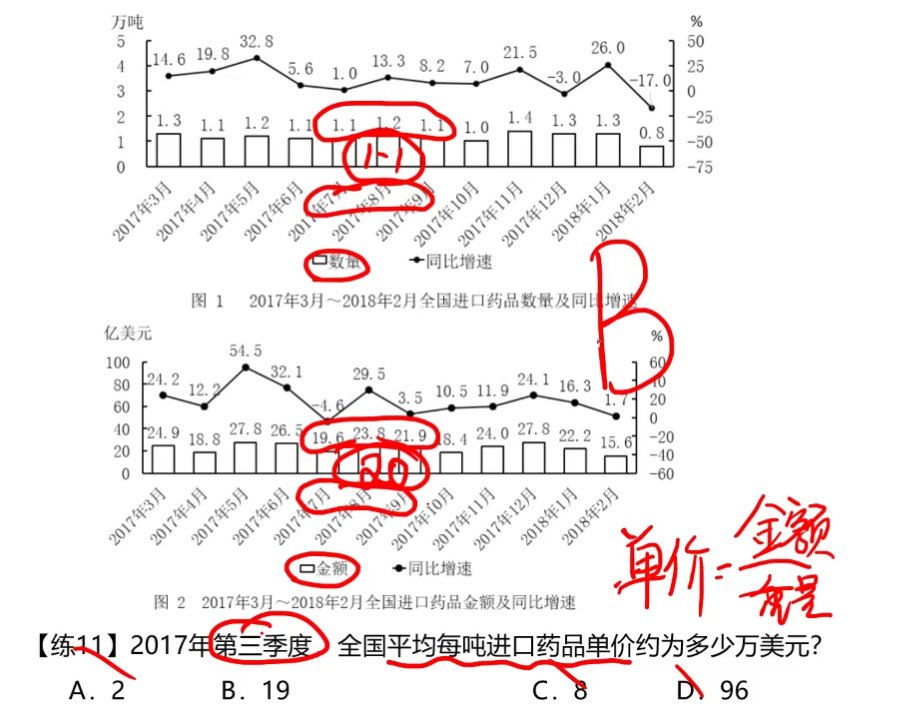 万吨 %
5 50
4 25
3 0
2 -25
1 -50
0 -75
14.6 19.8 32.8 5.6 1.0 13.3 8.2 7.0 21.5 -3.0 26.0 -17.0
1.3 1.1 1.2 1.1 1.1 1.2 1.1 1.0 1.4 1.3 1.3 0.8
1-1
2017年3月 2017年4月 2017年5月 2017年6月 2017年7月 2017年8月 2017年9月 2017年10月 2017年11月 2017年12月 2018年1月 2018年2月
数量 同比增速
图 1 2017年3月～2018年2月全国进口药品数量及同比增速
B
亿美元 %
100 60
80 40
60 20
40 0
20 -20
0 -40
-60
24.2 12.2 54.5 32.1 -4.6 29.5 3.5 10.5 11.9 24.1 16.3 1.7
24.9 18.8 27.8 26.5 19.6 23.8 21.9 18.4 24.0 27.8 22.2 15.6
20
2017年3月 2017年4月 2017年5月 2017年6月 2017年7月 2017年8月 2017年9月 2017年10月 2017年11月 2017年12月 2018年1月 2018年2月
金额 同比增速
图 2 2017年3月～2018年2月全国进口药品金额及同比增速
单价=金额
数量
【练11】2017年第三季度，全国平均每吨进口药品单价约为多少万美元？
A. 2 B. 19 C. 8 D. 96